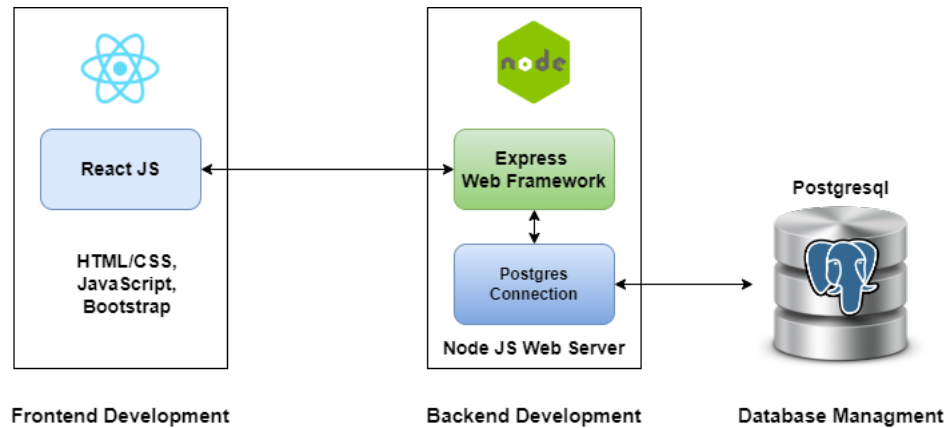 node
React JS
Express
Web Framework
Postgresql
HTML/CSS,
JavaScript,
Bootstrap
Postgres
Connection
Node JS Web Server
Frontend Development
Backend Development
Database Managment